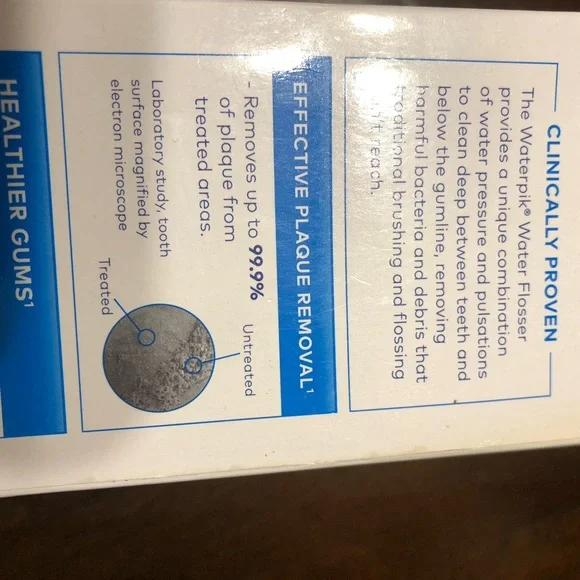 CLINICALLY PROVEN
The Waterpik® Water Flosser
provides a unique combination
of water pressure and pulsations
to clean deep between teeth and
below the gumline, removing
harmful bacteria and debris that
traditional brushing and flossing
can't reach.
EFFECTIVE PLAQUE REMOVAL¹
- Removes up to 99.9%
of plaque from
treated areas.
Laboratory study, tooth
surface magnified by
electron microscope
Untreated
Treated
HEALTHIER GUMS¹